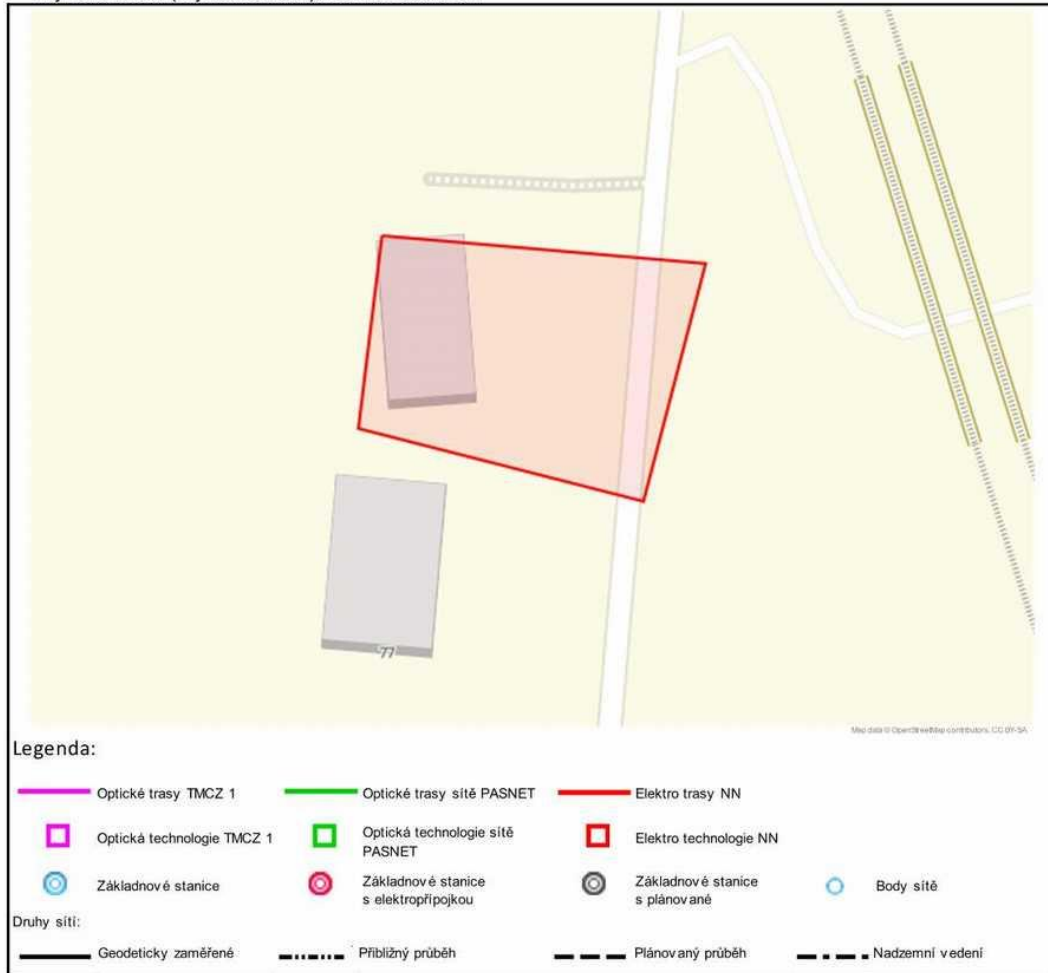 77
Map data © OpenStreetMap contributors, CC BY-SA
Legenda:
Optické trasy TMCZ 1
Optické trasy sítě PASNET
Elektro trasy NN
Optická technologie TMCZ 1
Optická technologie sítě
PASNET
Elektro technologie NN
Základnové stanice
Základnové stanice
s elektropřípojkou
Základnové stanice
s plánované
Body sítě
Druhy sítí:
Geodeticky zaměřené
Přibližný průběh
Plánovaný průběh
Nadzemní vedení